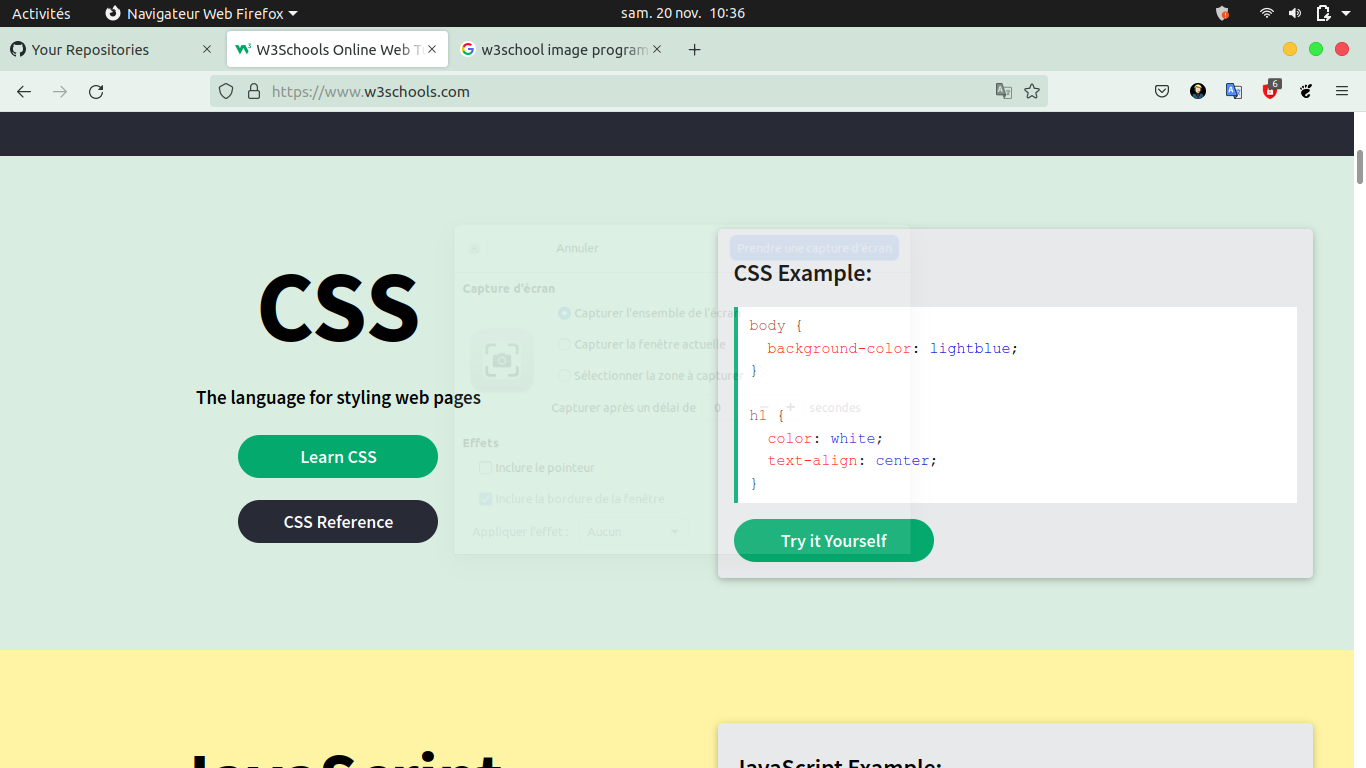 Activités
Navigateur Web Firefox
sam. 20 nov. 10:36
Your Repositories
W3Schools Online Web T
w3school image program
https://www.w3schools.com
6
CSS
The language for styling web pages
Learn CSS
CSS Reference
Annuler
Prendre une capture d'écran
Capture d'écran
Capturer l'ensemble de l'écran
Capturer la fenêtre actuelle
Sélectionner la zone à capturer
Capturer après un délai de 0 − + secondes
Effets
Inclure le pointeur
Inclure la bordure de la fenêtre
Appliquer l'effet : Aucun
CSS Example:
body {
  background-color: lightblue;
}
h1 {
  color: white;
  text-align: center;
}
Try it Yourself
JavaScript
JavaScript Example: